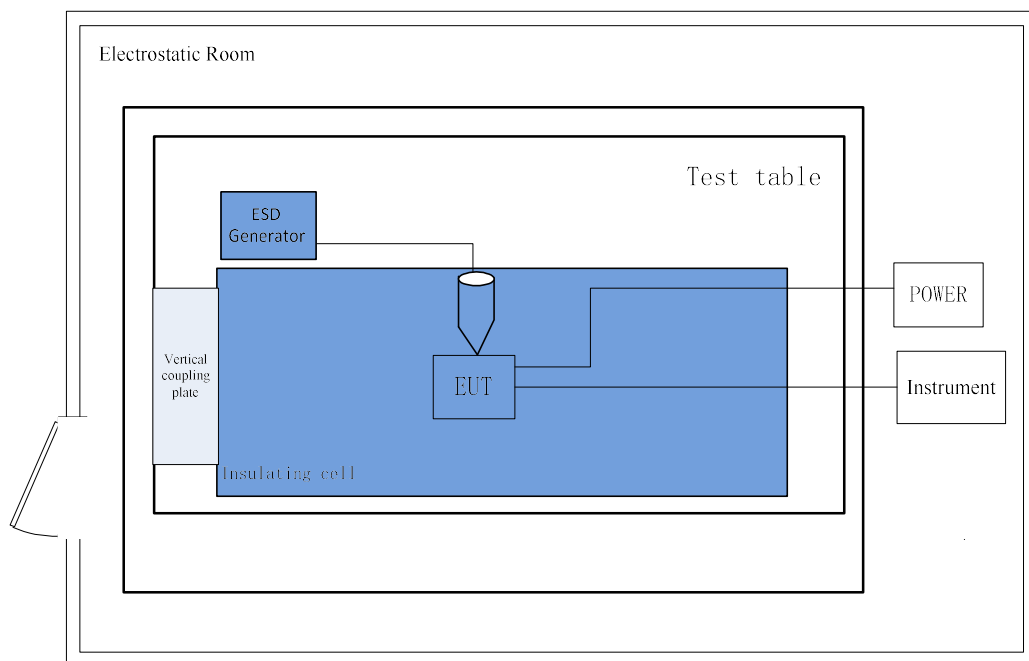 Electrostatic Room
Test table
ESD
Generator
POWER
Vertical
coupling
plate
EUT
Instrument
Insulating cell